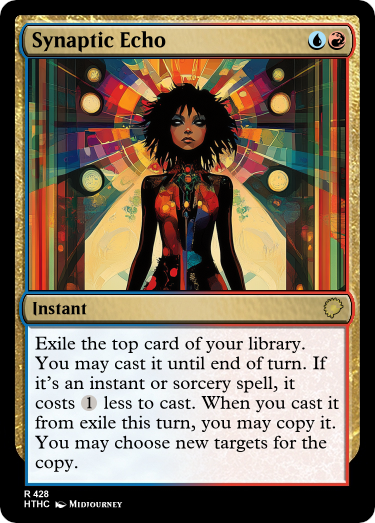 Synaptic Echo
Instant
Exile the top card of your library.
You may cast it until end of turn. If
it's an instant or sorcery spell, it
costs 1 less to cast. When you cast it
from exile this turn, you may copy it.
You may choose new targets for the
copy.
R 428
HTHC Midjourney